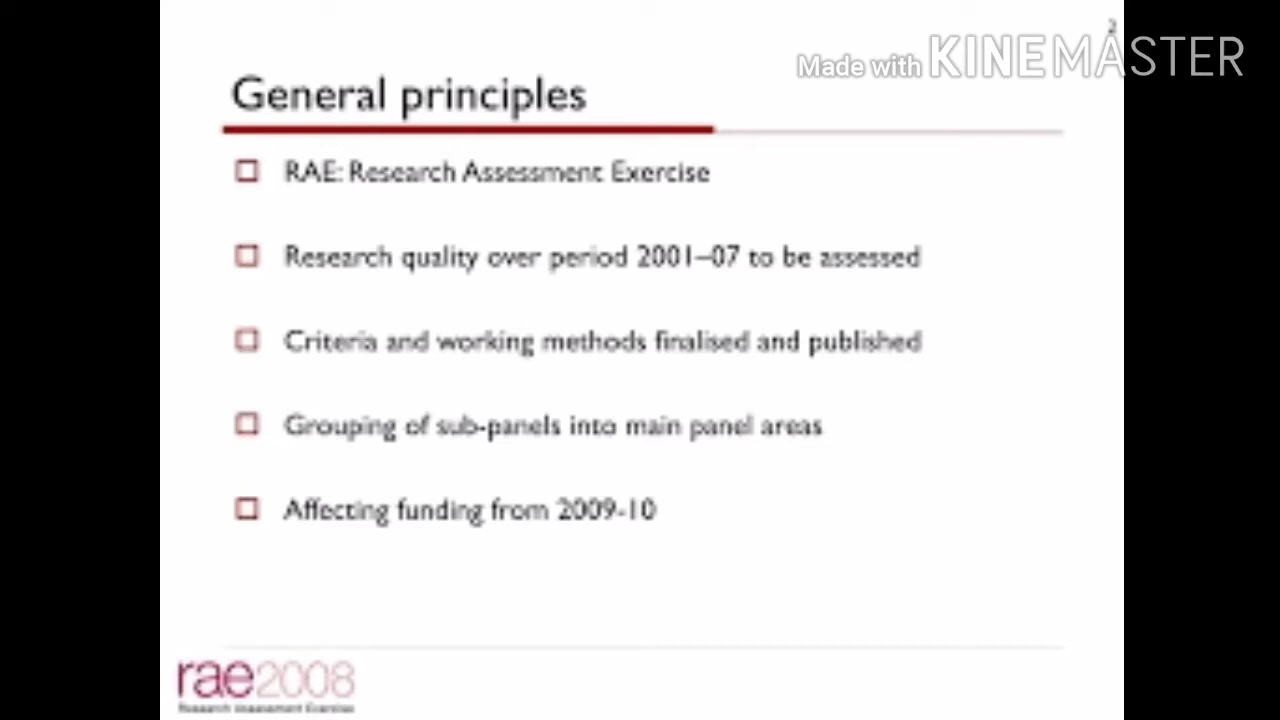 2
Made with KINEMASTER
General principles
RAE: Research Assessment Exercise
Research quality over period 2001–07 to be assessed
Criteria and working methods finalised and published
Grouping of sub-panels into main panel areas
Affecting funding from 2009-10
rae2008
Research Assessment Exercise